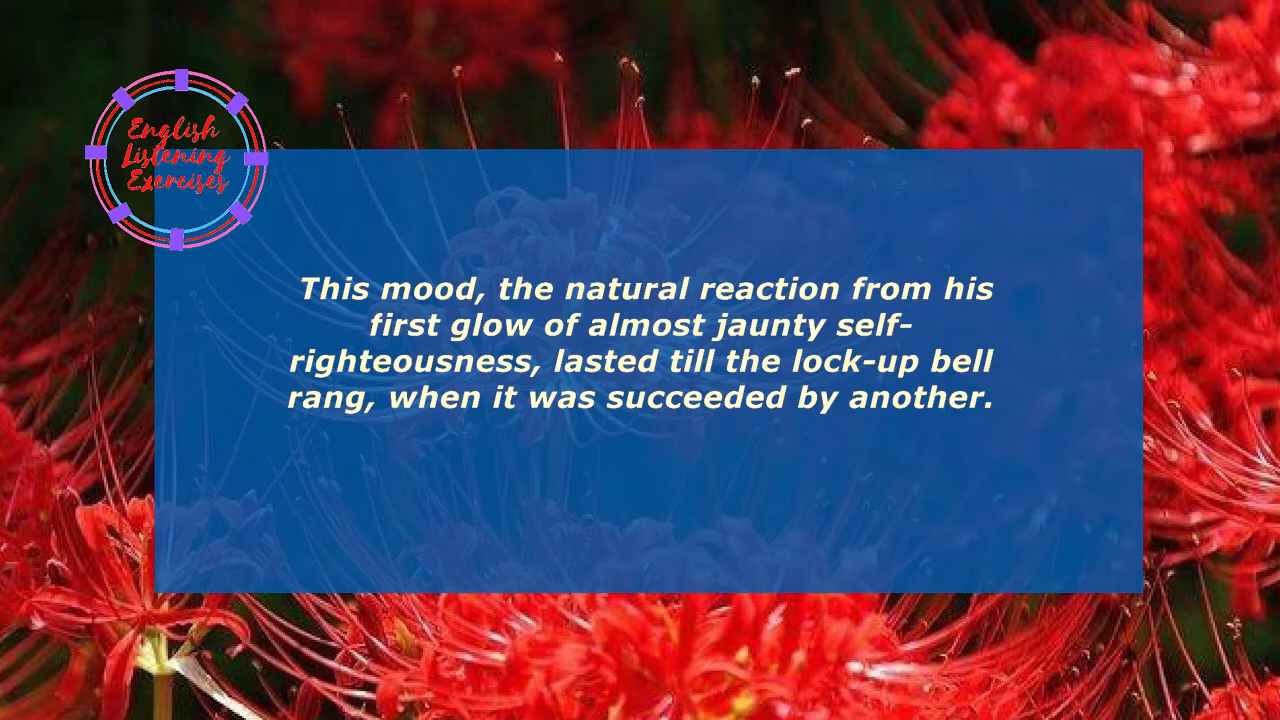 English
Listening
Exercises
This mood, the natural reaction from his
first glow of almost jaunty self-
righteousness, lasted till the lock-up bell
rang, when it was succeeded by another.